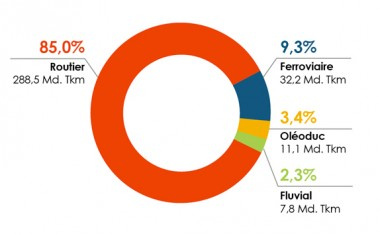 85,0%
Routier
288,5 Md. Tkm
9,3%
Ferroviaire
32,2 Md. Tkm
3,4%
Oléoduc
11,1 Md. Tkm
2,3%
Fluvial
7,8 Md. Tkm